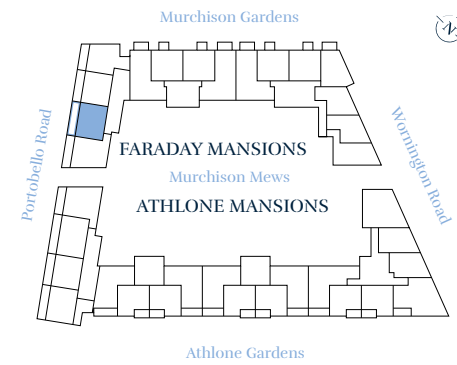 Murchison Gardens
N
Portobello Road
Wornington Road
FARADAY MANSIONS
Murchison Mews
ATHLONE MANSIONS
Athlone Gardens